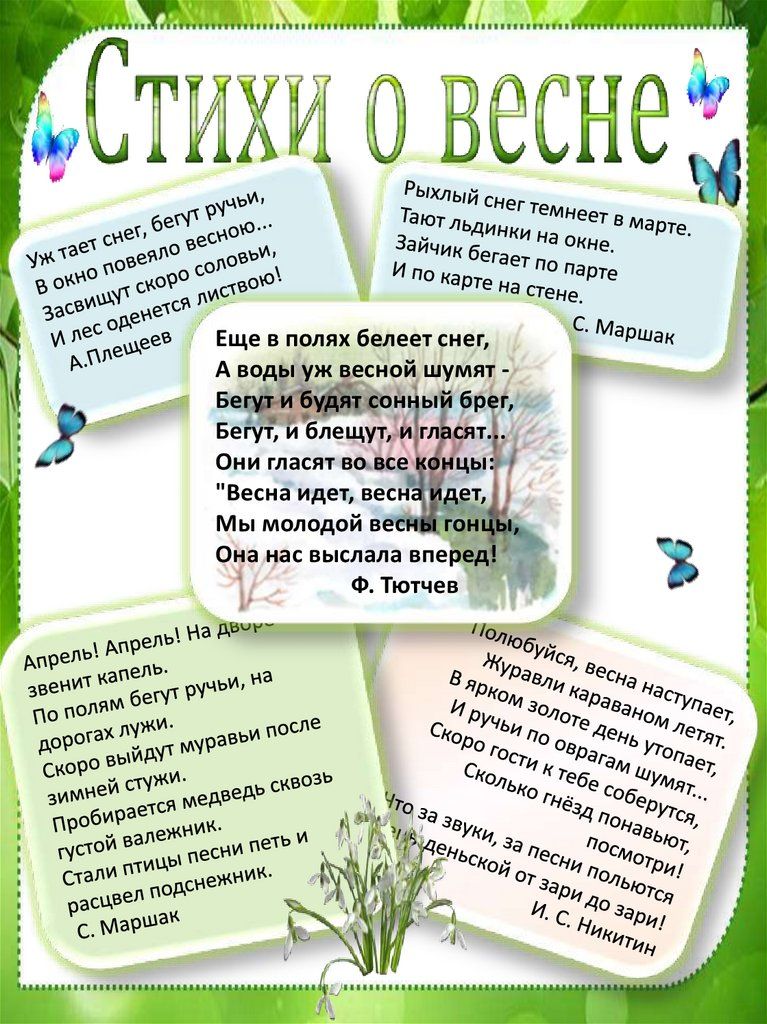 Стихи о весне
Уж тает снег, бегут ручьи,
В окно повеяло весною...
Засвищут скоро соловьи,
И лес оденется листвою!
А.Плещеев
Рыхлый снег темнеет в марте.
Тают льдинки на окне.
Зайчик бегает по парте
И по карте на стене.
С. Маршак
Еще в полях белеет снег,
А воды уж весной шумят -
Бегут и будят сонный брег,
Бегут, и блещут, и гласят...
Они гласят во все концы:
"Весна идет, весна идет,
Мы молодой весны гонцы,
Она нас выслала вперед!
Ф. Тютчев
Апрель! Апрель! На дворе
звенит капель.
По полям бегут ручьи, на
дорогах лужи.
Скоро выйдут муравьи после
зимней стужи.
Пробирается медведь сквозь
густой валежник.
Стали птицы песни петь и
расцвел подснежник.
С. Маршак
Полюбуйся, весна наступает,
Журавли караваном летят.
В ярком золоте день утопает,
И ручьи по оврагам шумят...
Скоро гости к тебе соберутся,
Сколько гнёзд понавьют,
посмотри!
Что за звуки, за песни польются
деньской от зари до зари!
И. С. Никитин